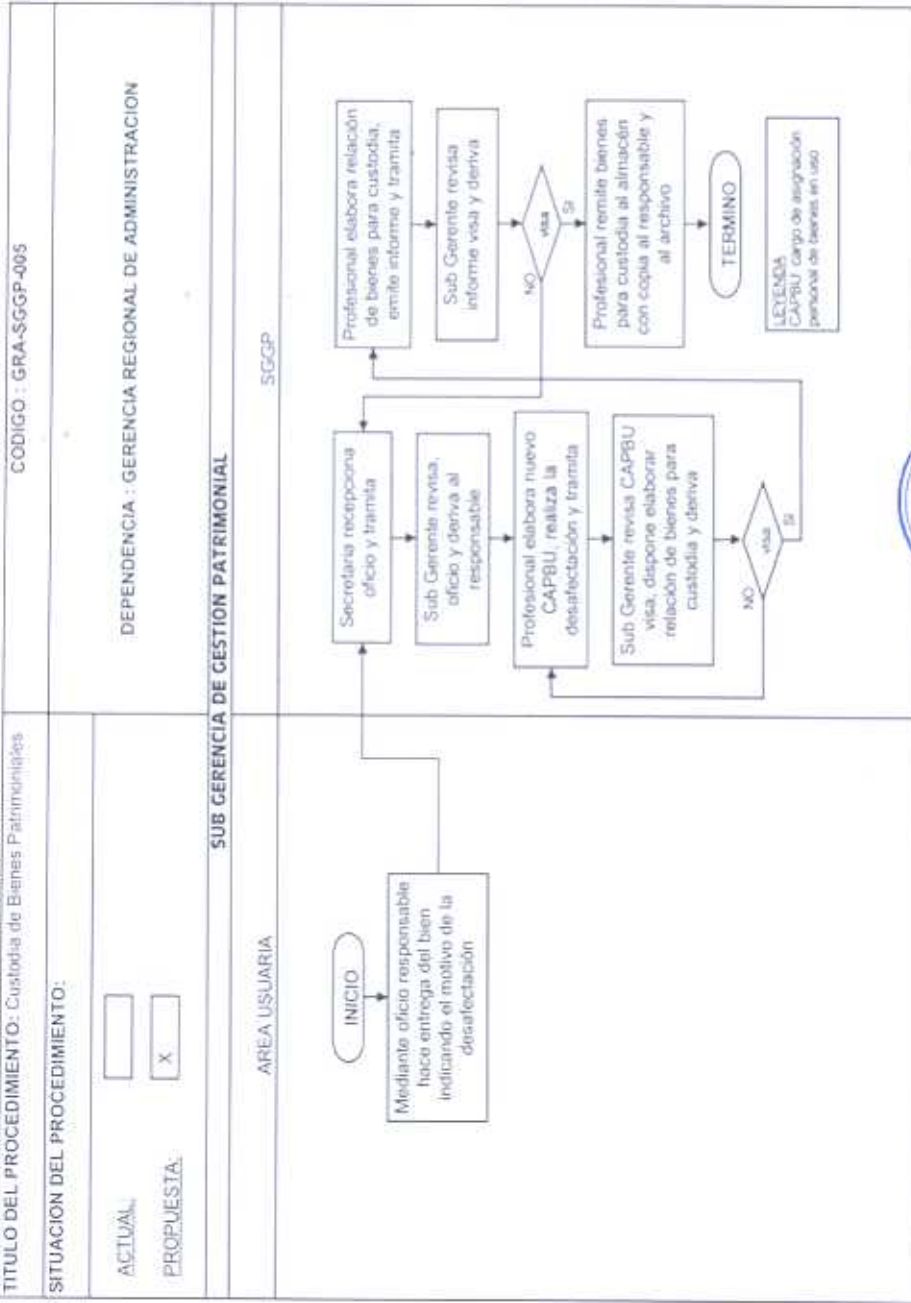 TITULO DEL PROCEDIMIENTO: Custodia de Bienes Patrimoniales
CODIGO : GRA-SGGP-005
SITUACION DEL PROCEDIMIENTO:
ACTUAL:
PROPUESTA:
X
DEPENDENCIA : GERENCIA REGIONAL DE ADMINISTRACION
SUB GERENCIA DE GESTION PATRIMONIAL
AREA USUARIA
SGGP
INICIO
Mediante oficio responsable
hace entrega del bien
indicando el motivo de la
desafectación
Secretaria recepciona
oficio y tramita
Sub Gerente revisa,
oficio y deriva al
responsable
Profesional elabora nuevo
CAPBU, realiza la
desafectación y tramita
Sub Gerente revisa CAPBU
visa, dispone elaborar
relación de bienes para
custodia y deriva
visa
NO
SI
Profesional elabora relación
de bienes para custodia,
emite informe y tramita
Sub Gerente revisa
informe visa y deriva
visa
NO
SI
Profesional remite bienes
para custodia al almacén
con copia al responsable y
al archivo
TERMINO
LEYENDA
CAPBU: cargo de asignación
personal de bienes en uso